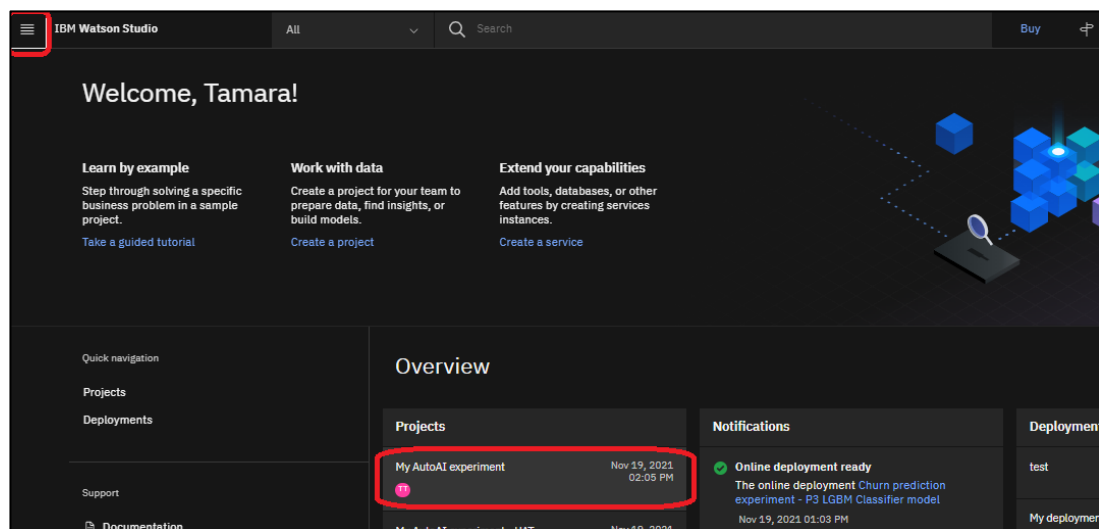 IBM Watson Studio
All
Search
Buy
Welcome, Tamara!
Learn by example
Step through solving a specific
business problem in a sample
project.
Take a guided tutorial
Work with data
Create a project for your team to
prepare data, find insights, or
build models.
Create a project
Extend your capabilities
Add tools, databases, or other
features by creating services
instances.
Create a service
Quick navigation
Projects
Deployments
Support
Documentation
Overview
Projects
My AutoAI experiment
Nov 19, 2021
02:05 PM
TT
Notifications
Online deployment ready
The online deployment Churn prediction
experiment - P3 LGBM Classifier model
Nov 19, 2021 01:03 PM
Deployment
test
My deploymen